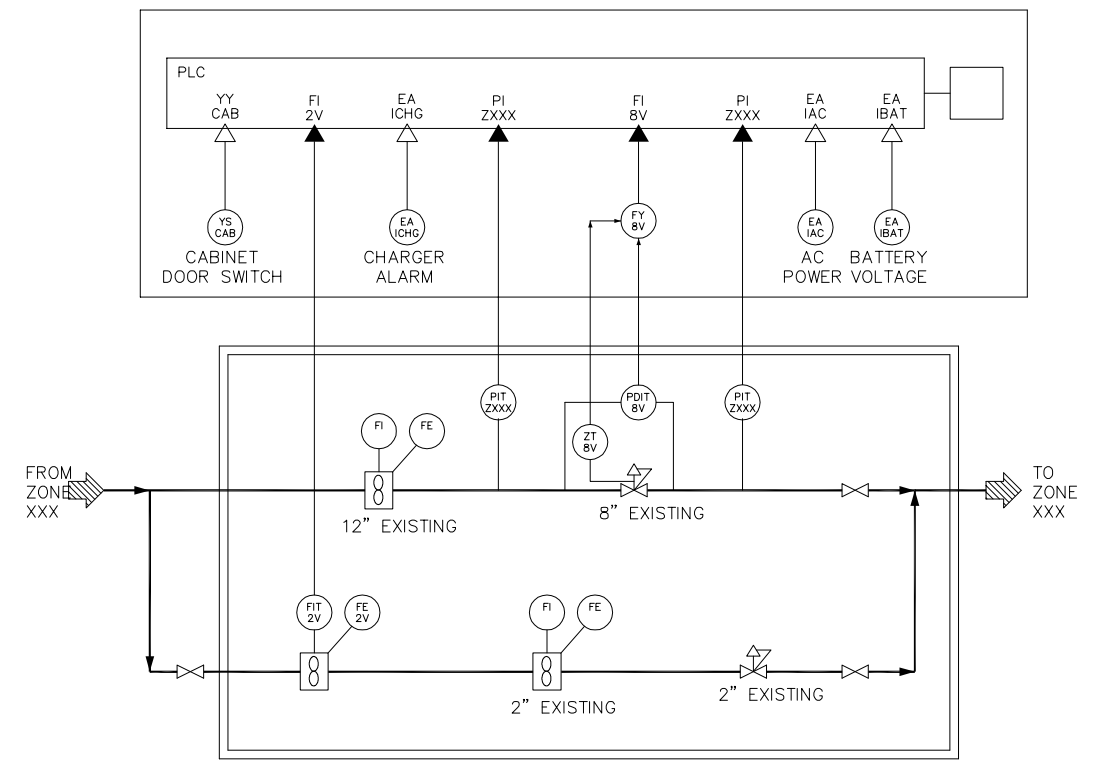 PLC
YY
CAB
FI
2V
EA
ICHG
PI
ZXXX
FI
8V
PI
ZXXX
EA
IAC
EA
IBAT
YS
CAB
EA
ICHG
FY
8V
EA
IAC
EA
IBAT
CABINET
DOOR SWITCH
CHARGER
ALARM
AC
POWER
BATTERY
VOLTAGE
PIT
ZXXX
PDIT
8V
PIT
ZXXX
FI
FE
ZT
8V
FROM
ZONE
XXX
TO
ZONE
XXX
12” EXISTING
8” EXISTING
FIT
2V
FE
2V
FI
FE
2” EXISTING
2” EXISTING